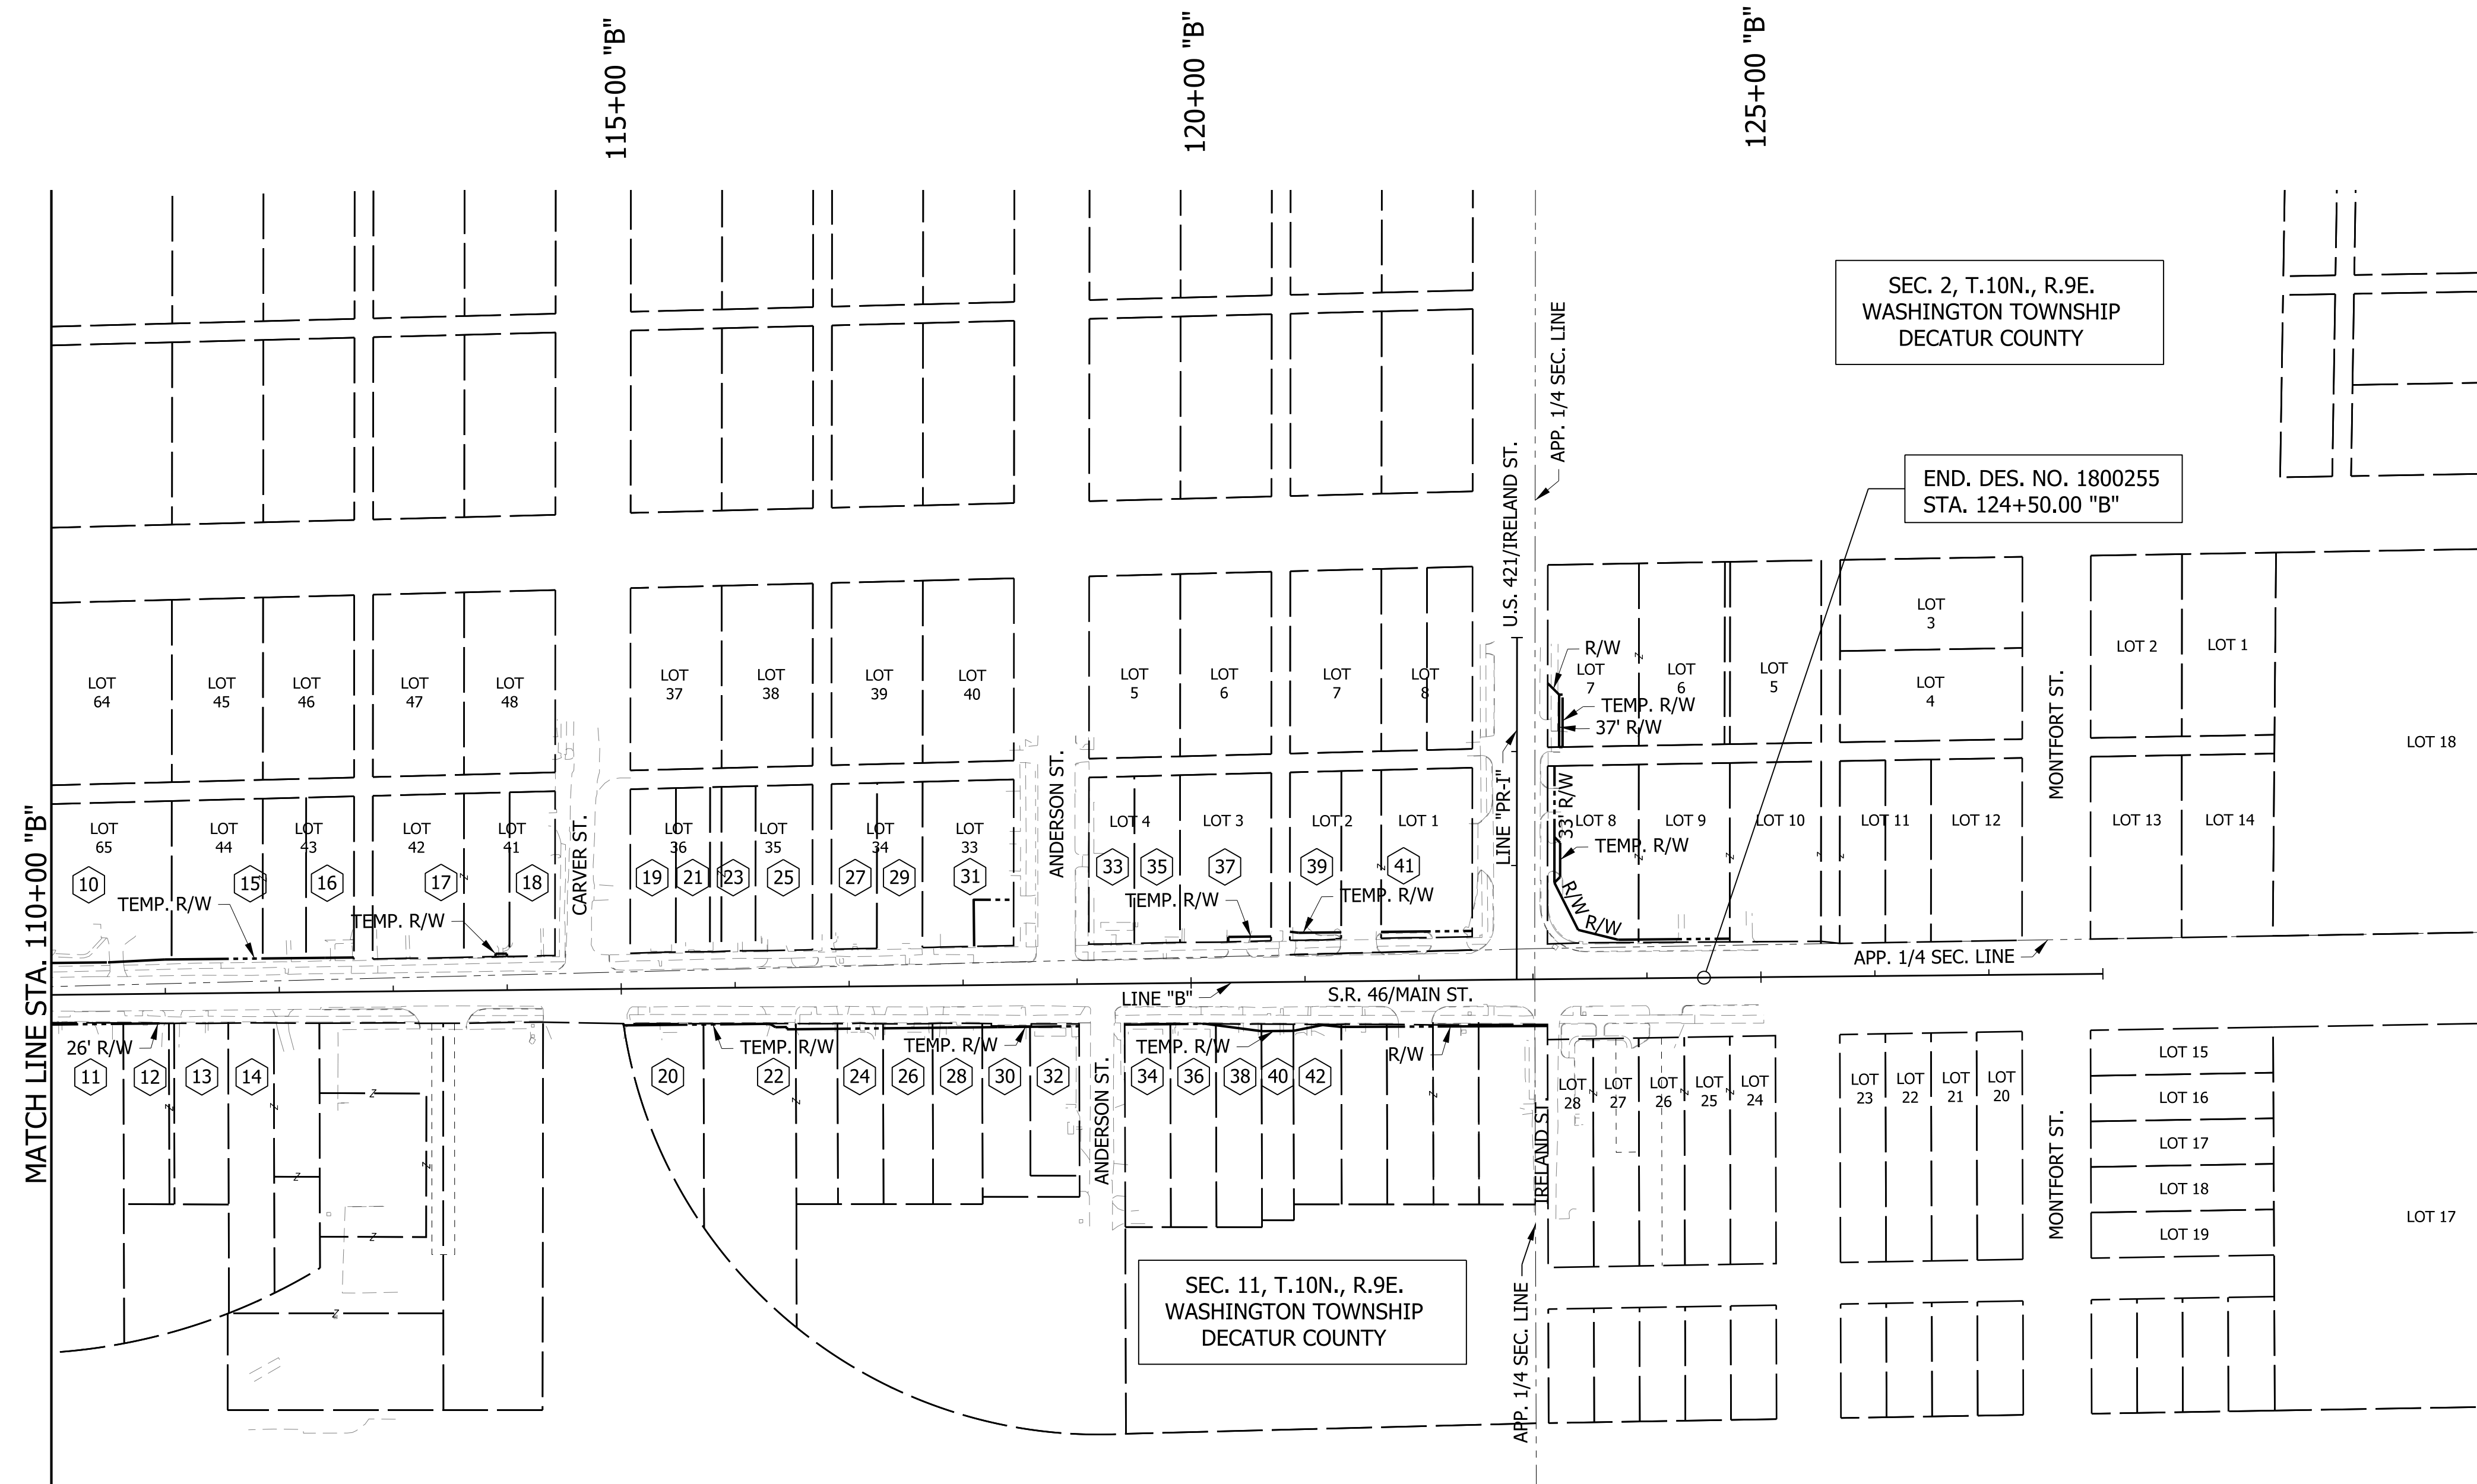 115+00 "B"
120+00 "B"
125+00 "B"
SEC. 2, T.10N., R.9E.
WASHINGTON TOWNSHIP
DECATUR COUNTY
APP. 1/4 SEC. LINE
U.S. 421/IRELAND ST.
END. DES. NO. 1800255
STA. 124+50.00 "B"
LOT
64
LOT
45
LOT
46
LOT
47
LOT
48
LOT
37
LOT
38
LOT
39
LOT
40
LOT
5
LOT
6
LOT
7
LOT
8
R/W
LOT
7
LOT
6
LOT
5
LOT
3
LOT
4
LOT 2
LOT 1
LOT 18
TEMP. R/W
37' R/W
MONTFORT ST.
MATCH LINE STA. 110+00 "B"
LOT
65
LOT
44
LOT
43
LOT
42
LOT
41
CARVER ST.
LOT
36
LOT
35
LOT
34
LOT
33
ANDERSON ST.
LOT 4
LOT 3
LOT 2
LOT 1
LINE "PR-I"
33' R/W
LOT 8
LOT 9
LOT 10
LOT 11
LOT 12
LOT 13
LOT 14
TEMP. R/W
R/W
R/W
10
15
16
17
18
19
21
23
25
27
29
31
33
35
37
39
41
TEMP. R/W
TEMP. R/W
TEMP. R/W
TEMP. R/W
APP. 1/4 SEC. LINE
LINE "B"
S.R. 46/MAIN ST.
26' R/W
TEMP. R/W
TEMP. R/W
TEMP. R/W
R/W
11
12
13
14
20
22
24
26
28
30
32
34
36
38
40
42
ANDERSON ST.
IRELAND ST.
LOT
28
LOT
27
LOT
26
LOT
25
LOT
24
LOT
23
LOT
22
LOT
21
LOT
20
MONTFORT ST.
LOT 15
LOT 16
LOT 17
LOT 18
LOT 19
LOT 17
SEC. 11, T.10N., R.9E.
WASHINGTON TOWNSHIP
DECATUR COUNTY
APP. 1/4 SEC. LINE